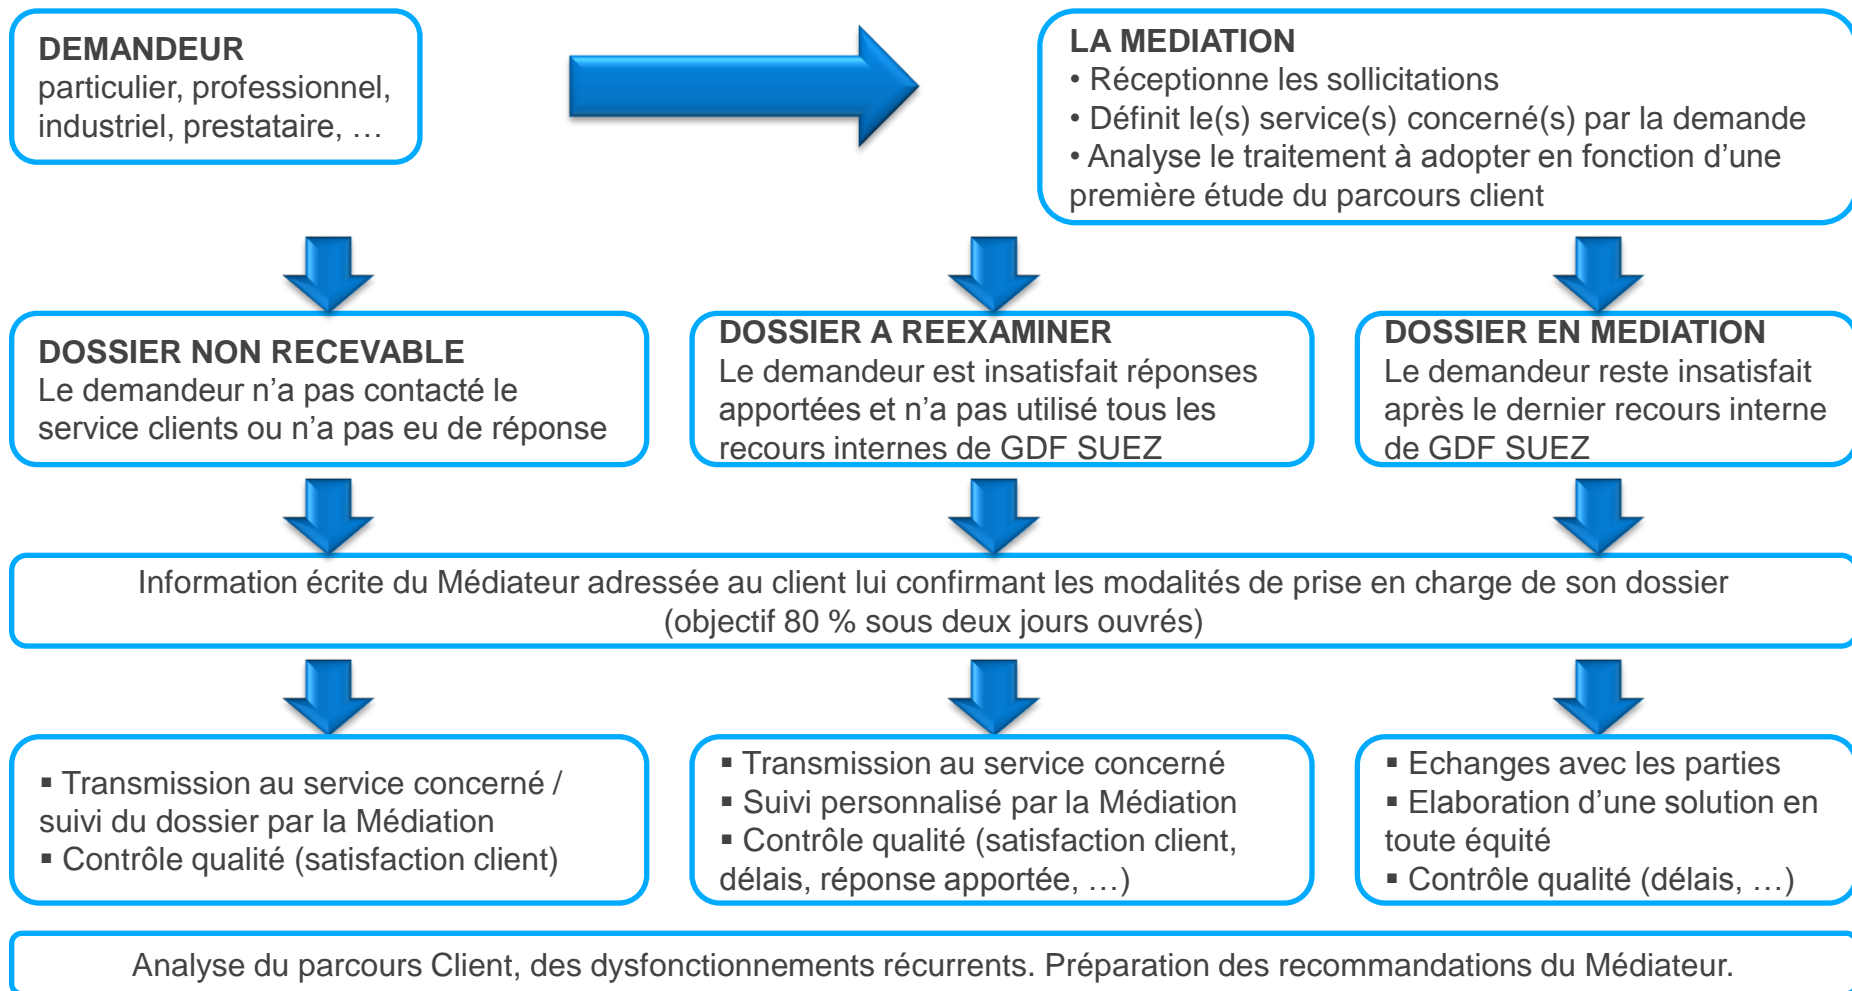 DEMANDEUR
particulier, professionnel,
industriel, prestataire, …
LA MEDIATION
• Réceptionne les sollicitations
• Définit le(s) service(s) concerné(s) par la demande
• Analyse le traitement à adopter en fonction d’une
première étude du parcours client
DOSSIER NON RECEVABLE
Le demandeur n’a pas contacté le
service clients ou n’a pas eu de réponse
DOSSIER A REEXAMINER
Le demandeur est insatisfait réponses
apportées et n’a pas utilisé tous les
recours internes de GDF SUEZ
DOSSIER EN MEDIATION
Le demandeur reste insatisfait
après le dernier recours interne
de GDF SUEZ
Information écrite du Médiateur adressée au client lui confirmant les modalités de prise en charge de son dossier
(objectif 80 % sous deux jours ouvrés)
▪ Transmission au service concerné /
suivi du dossier par la Médiation
▪ Contrôle qualité (satisfaction client)
▪ Transmission au service concerné
▪ Suivi personnalisé par la Médiation
▪ Contrôle qualité (satisfaction client,
délais, réponse apportée, …)
▪ Echanges avec les parties
▪ Elaboration d’une solution en
toute équité
▪ Contrôle qualité (délais, …)
Analyse du parcours Client, des dysfonctionnements récurrents. Préparation des recommandations du Médiateur.